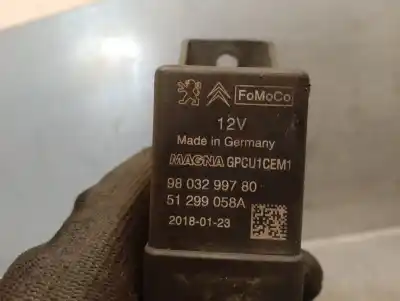 FoMoCo
12V
Made in Germany
MAGNA GPCU1CEM1
98 032 997 80
51 299 058A
2018-01-23